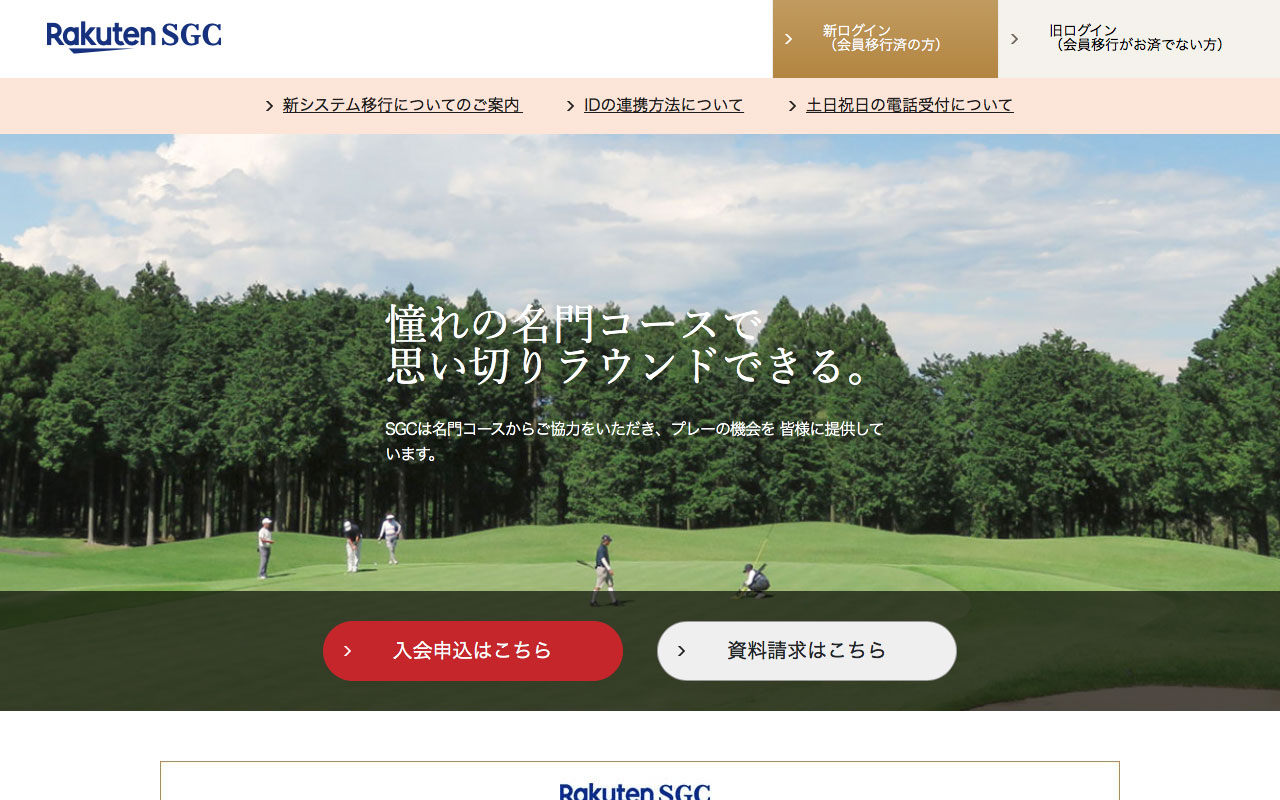 Rakuten SGC
新ログイン
（会員移行済の方）
旧ログイン
（会員移行がお済でない方）
新システム移行についてのご案内
IDの連携方法について
土日祝日の電話受付について
憧れの名門コースで
思い切りラウンドできる。
SGCは名門コースからご協力をいただき、プレーの機会を 皆様に提供して
います。
入会申込はこちら
資料請求はこちら
Rakuten SGC